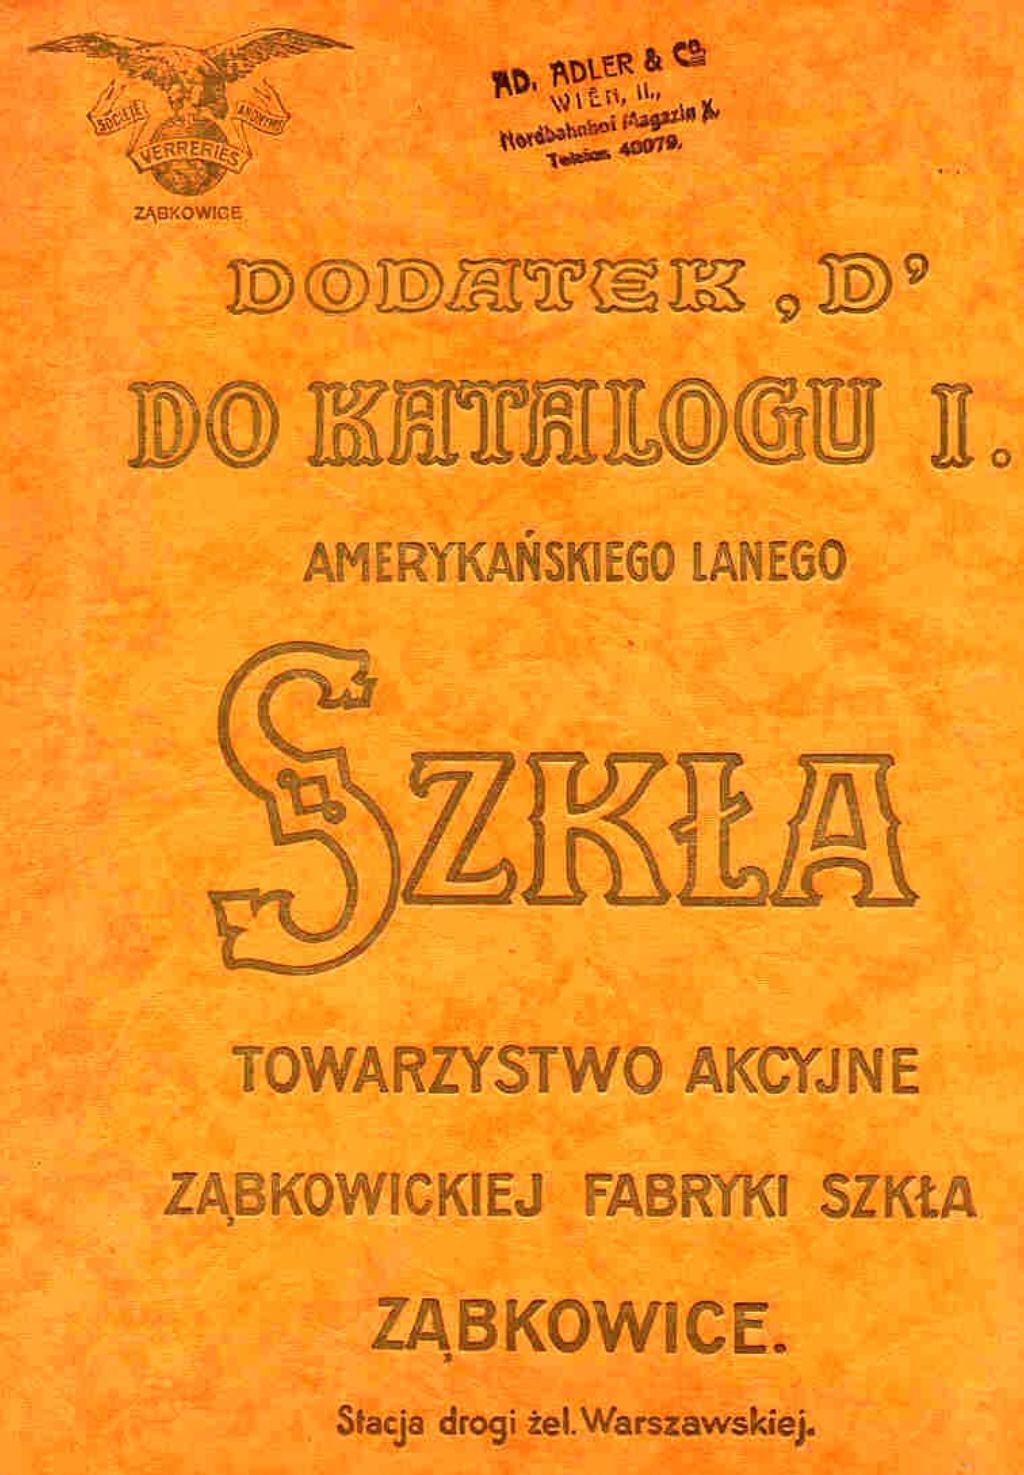 SOCIÉTÉ ANONYME
VERRERIES
ZĄBKOWICE
AD. ADLER & Co
WIEN, II.,
Nordbahnhof Magazin X.
Telefon 40079.
DODATEK ‚D’
DO KATALOGU I.
AMERYKAŃSKIEGO LANEGO
SZKŁA
TOWARZYSTWO AKCYJNE
ZĄBKOWICKIEJ FABRYKI SZKŁA
ZĄBKOWICE.
Stacja drogi żel. Warszawskiej.